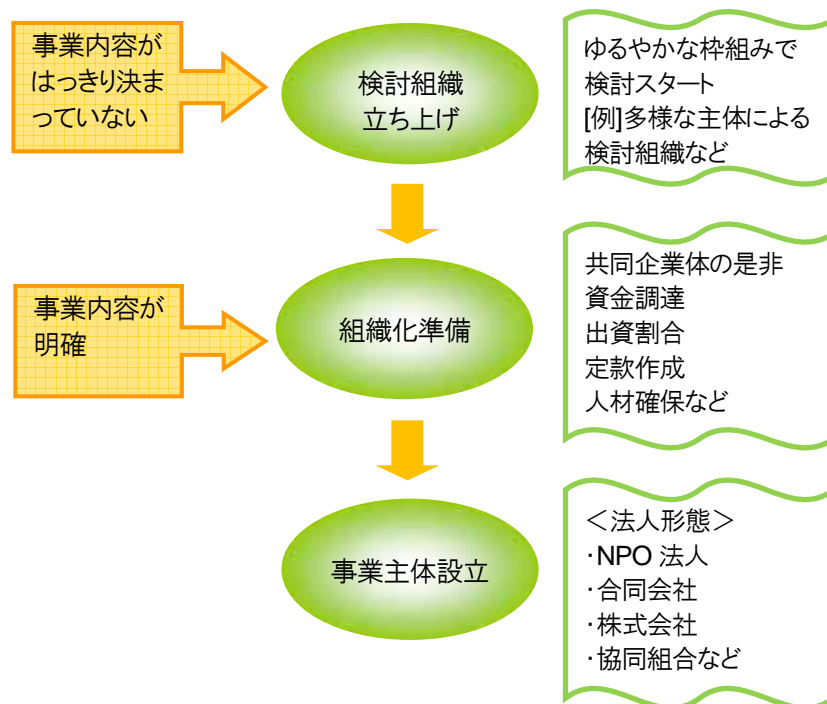 事業内容が
はっきり決ま
っていない
検討組織
立ち上げ
ゆるやかな枠組みで
検討スタート
[例]多様な主体による
検討組織など
事業内容が
明確
組織化準備
共同企業体の是非
資金調達
出資割合
定款作成
人材確保など
事業主体設立
＜法人形態＞
・NPO 法人
・合同会社
・株式会社
・協同組合など